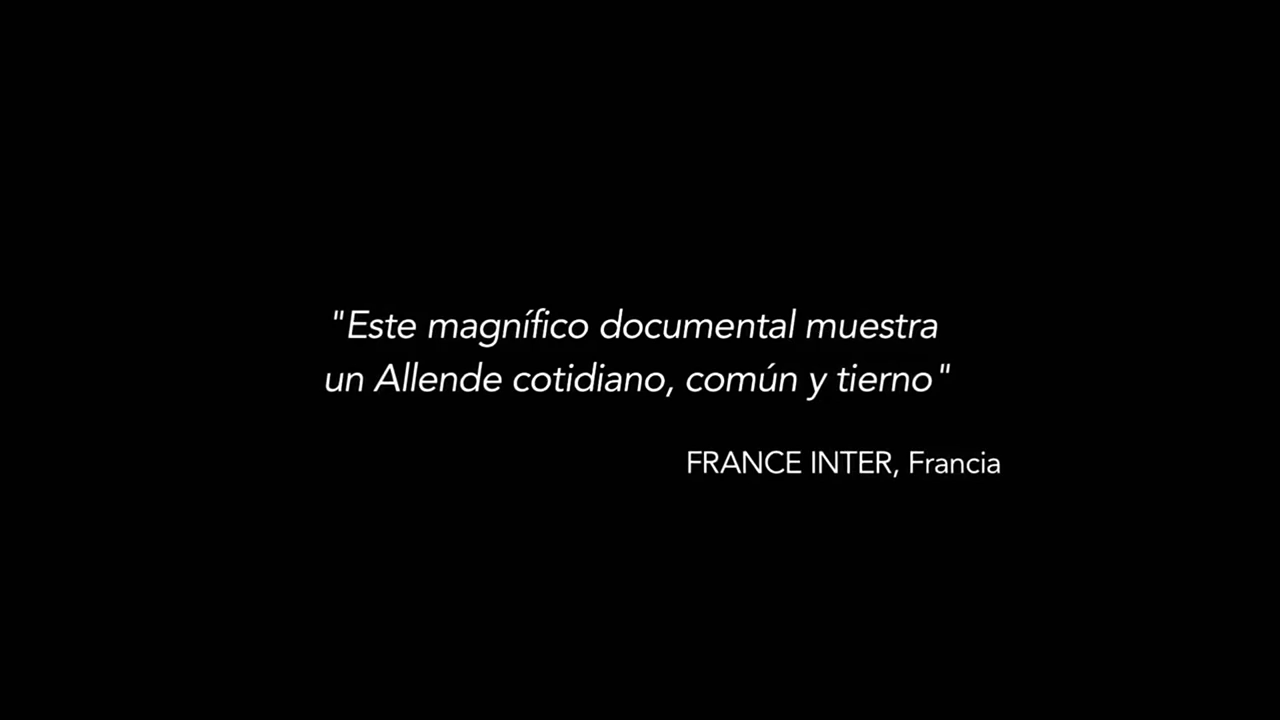 "Este magnífico documental muestra
un Allende cotidiano, común y tierno"
FRANCE INTER, Francia